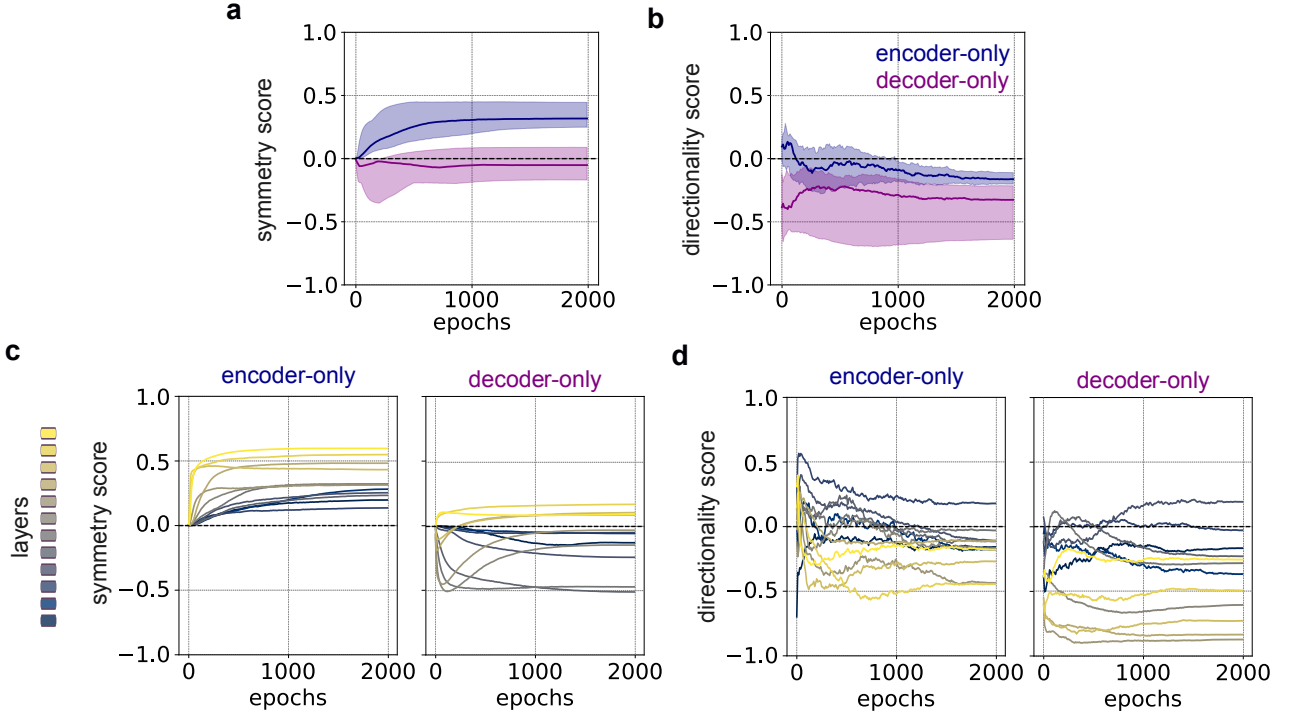 a
symmetry score
1.0
0.5
0.0
−0.5
−1.0
0
1000
2000
epochs
b
directionality score
encoder-only
decoder-only
1.0
0.5
0.0
−0.5
−1.0
0
1000
2000
epochs
c
layers
encoder-only
symmetry score
1.0
0.5
0.0
−0.5
−1.0
0
1000
2000
epochs
decoder-only
0
1000
2000
epochs
d
encoder-only
directionality score
1.0
0.5
0.0
−0.5
−1.0
0
1000
2000
epochs
decoder-only
0
1000
2000
epochs